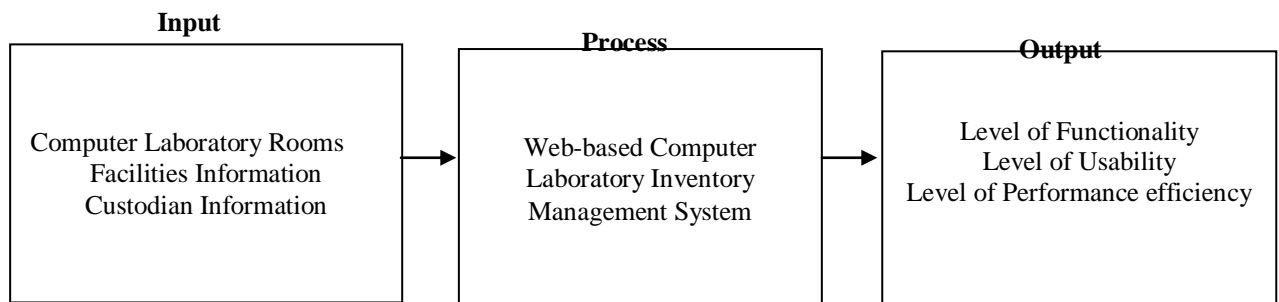 Input
Computer Laboratory Rooms
Facilities Information
Custodian Information
Process
Web-based Computer
Laboratory Inventory
Management System
Output
Level of Functionality
Level of Usability
Level of Performance efficiency